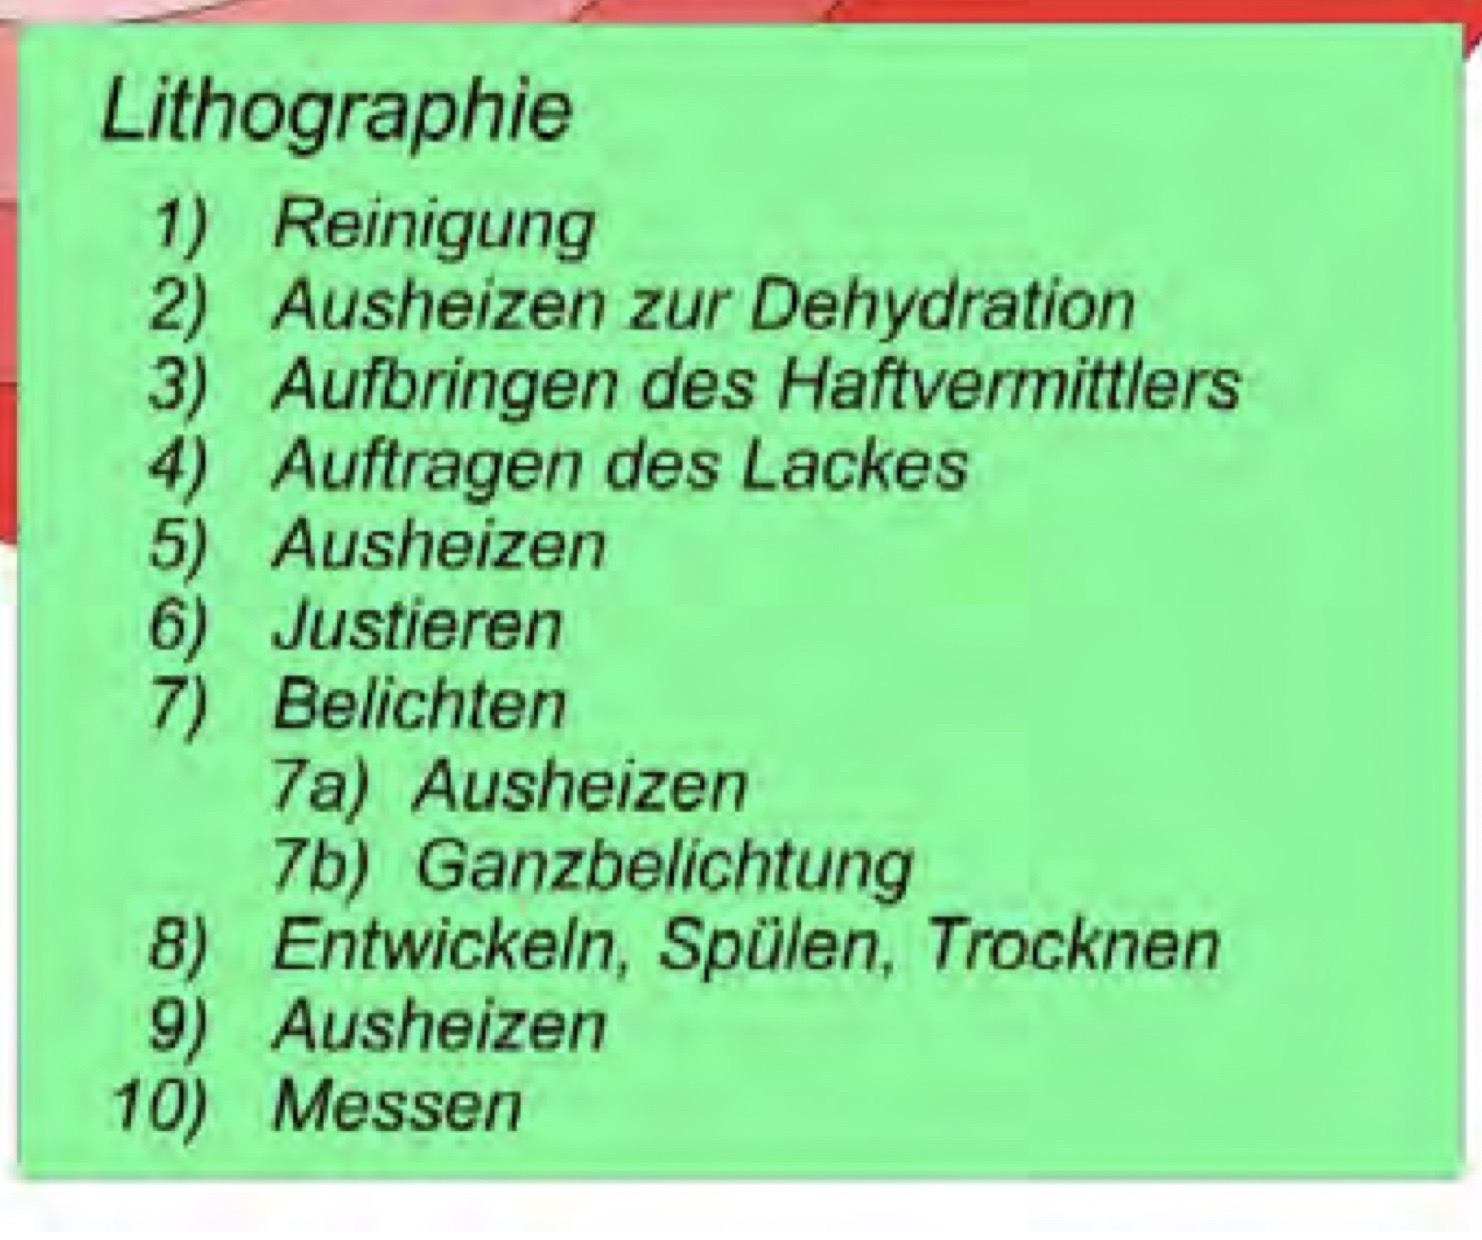 Lithographie
1) Reinigung
2) Ausheizen zur Dehydration
3) Aufbringen des Haftvermittlers
4) Auftragen des Lackes
5) Ausheizen
6) Justieren
7) Belichten
7a) Ausheizen
7b) Ganzbelichtung
8) Entwickeln, Spülen, Trocknen
9) Ausheizen
10) Messen